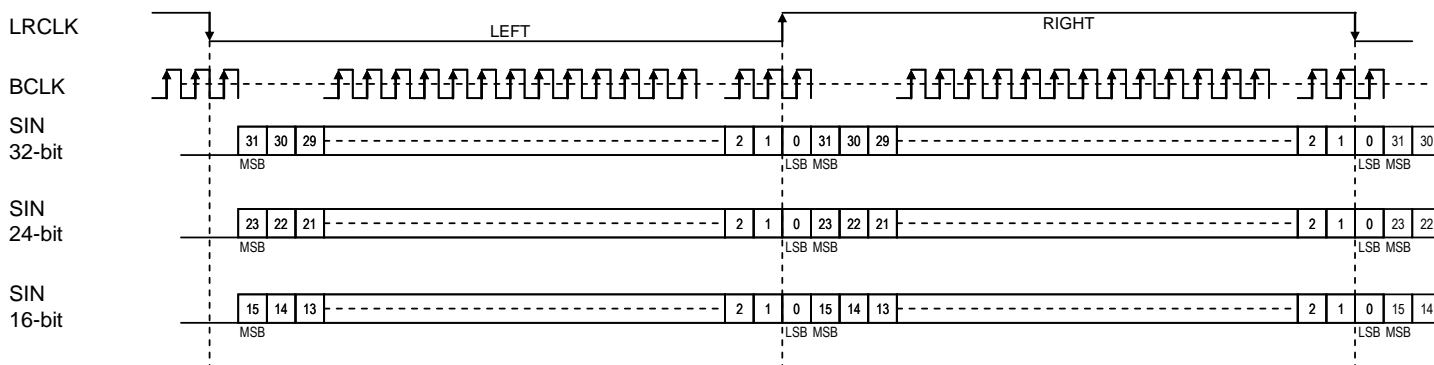 LRCLK
LEFT
RIGHT
BCLK
SIN
32-bit
31 30 29 2 1 0 31 30 29 2 1 0 31 30
MSB LSB MSB LSB MSB
SIN
24-bit
23 22 21 2 1 0 23 22 21 2 1 0 23 22
MSB LSB MSB LSB MSB
SIN
16-bit
15 14 13 2 1 0 15 14 13 2 1 0 15 14
MSB LSB MSB LSB MSB